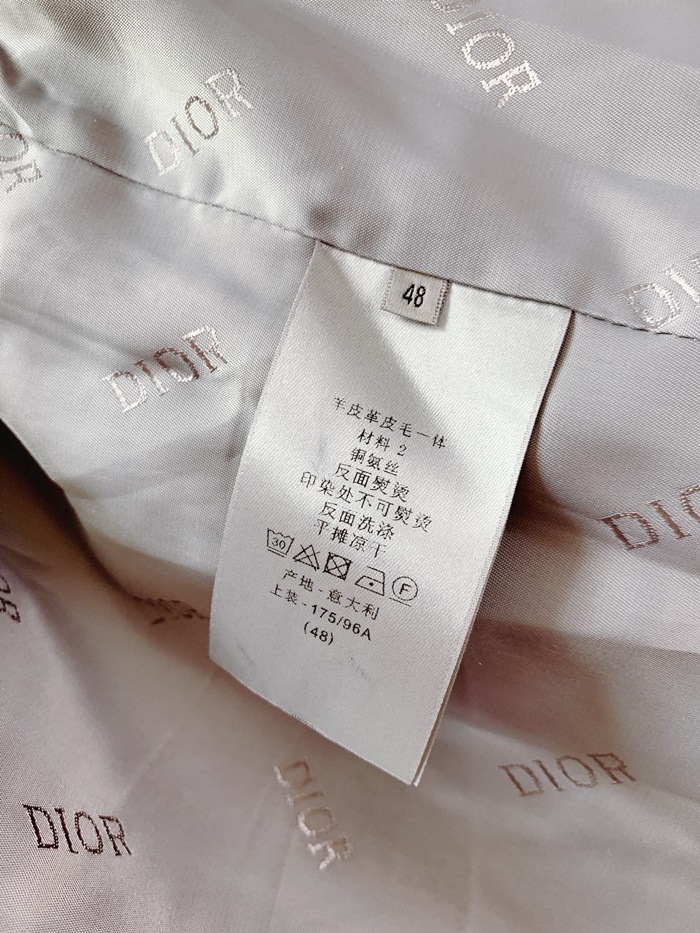 DIOR
DIOR
DIOR
48
DIOR
羊皮革皮毛一体
材料 2
铜氨丝
反面熨烫
印染处不可熨烫
反面洗涤
平摊凉干
30
F
产地 - 意大利
上装 - 175/96A
(48)
DIOR
DIOR
DIOR